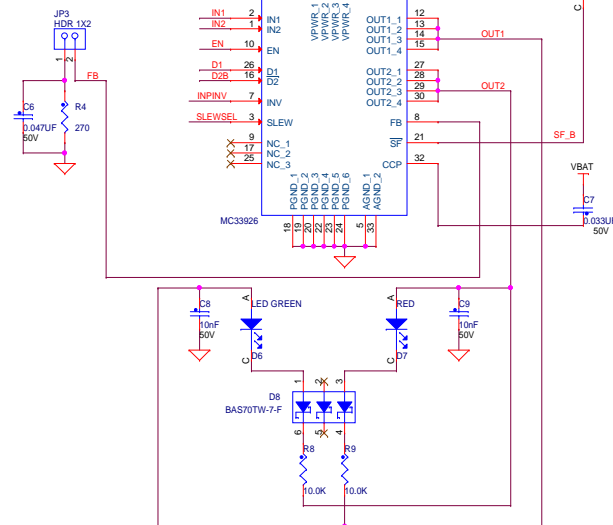 JP3
HDR 1X2
1
2
FB
C6
0.047UF
50V
R4
270
IN1
IN2
EN
D1
D2B
INPINV
SLEWSEL
2
1
10
26
16
7
3
9
17
25
IN1
IN2
EN
D1
D2
INV
SLEW
NC_1
NC_2
NC_3
VPWR_1
VPWR_2
VPWR_3
VPWR_4
OUT1_1
OUT1_2
OUT1_3
OUT1_4
OUT2_1
OUT2_2
OUT2_3
OUT2_4
FB
SF
CCP
12
13
14
15
27
28
29
30
8
21
32
OUT1
OUT2
SF_B
C
VBAT
C7
0.033U
50V
PGND_1
PGND_2
PGND_3
PGND_4
PGND_5
PGND_6
AGND_1
AGND_2
MC33926
18
19
20
22
23
24
5
33
C8
10nF
50V
A
LED GREEN
C
D6
A
RED
C
D7
C9
10nF
50V
D8
BAS70TW-7-F
1
2
3
6
5
4
R8
10.0K
R9
10.0K